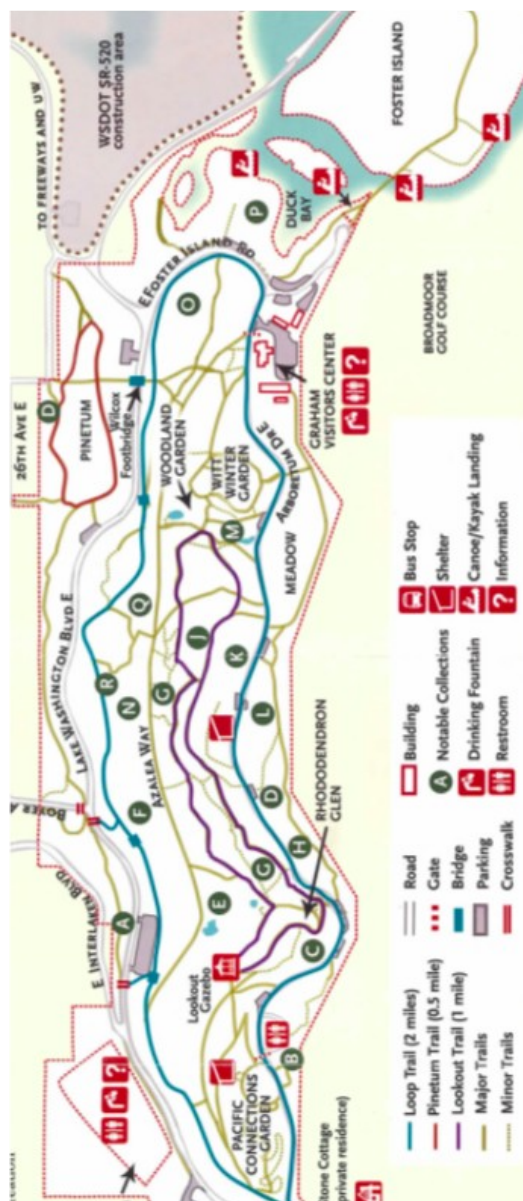 TO FREEWAYS AND UW
WSDOT SR-520
construction area
FOSTER ISLAND
DUCK
BAY
P
E FOSTER ISLAND RD
O
26TH AVE E
D
PINETUM
Wilcox
Footbridge
WOODLAND
GARDEN
WITT
WINTER
GARDEN
GRAHAM
VISITORS CENTER
?
BROADMOOR
GOLF COURSE
ARBORETUM DR E
MEADOW
M
LAKE WASHINGTON BLVD E
Q
J
K
R
N
G
L
AZALEA WAY
BOYER A
F
D
H
RHODODENDRON
GLEN
E INTERLAKEN BLVD
A
E
G
C
Lookout
Gazebo
B
?
PACIFIC
CONNECTIONS
GARDEN
tone Cottage
private residence)
cation
Loop Trail (2 miles)
Pinetum Trail (0.5 mile)
Lookout Trail (1 mile)
Major Trails
Minor Trails
Road
Gate
Bridge
Parking
Crosswalk
Building
A Notable Collections
Drinking Fountain
Restroom
Bus Stop
Shelter
Canoe/Kayak Landing
? Information